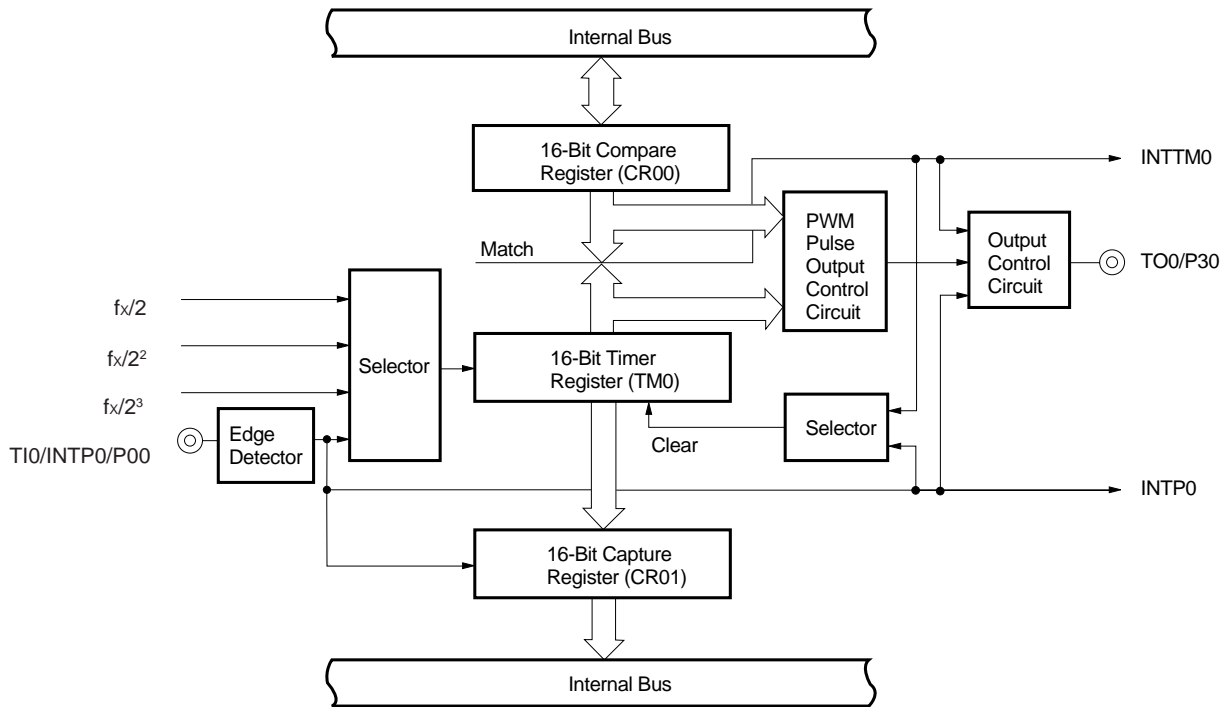 Internal Bus
16-Bit Compare
Register (CR00)
INTTM0
PWM
Pulse
Output
Control
Circuit
Output
Control
Circuit
Match
TO0/P30
fX/2
fX/2²
fX/2³
Selector
16-Bit Timer
Register (TM0)
TI0/INTP0/P00
Edge
Detector
Clear
Selector
INTP0
16-Bit Capture
Register (CR01)
Internal Bus